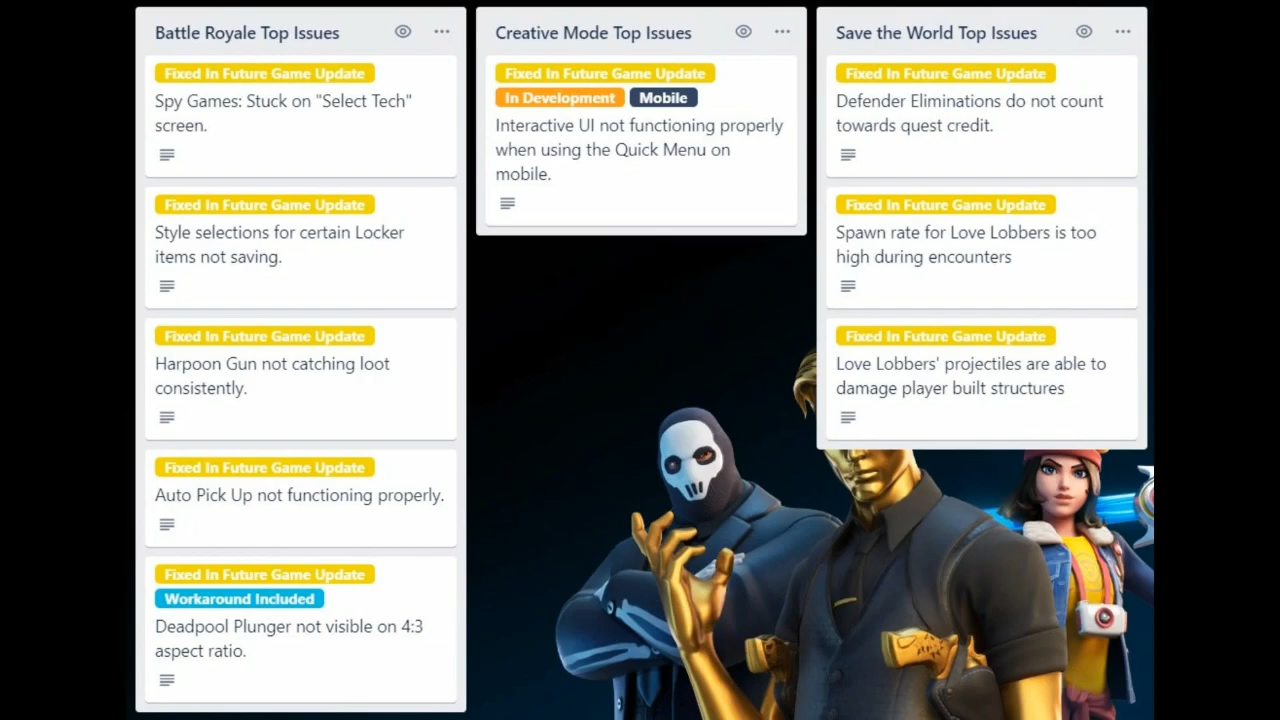 Battle Royale Top Issues
Fixed In Future Game Update
Spy Games: Stuck on "Select Tech"
screen.
Fixed In Future Game Update
Style selections for certain Locker
items not saving.
Fixed In Future Game Update
Harpoon Gun not catching loot
consistently.
Fixed In Future Game Update
Auto Pick Up not functioning properly.
Fixed In Future Game Update
Workaround Included
Deadpool Plunger not visible on 4:3
aspect ratio.
Creative Mode Top Issues
Fixed In Future Game Update
In Development Mobile
Interactive UI not functioning properly
when using the Quick Menu on
mobile.
Save the World Top Issues
Fixed In Future Game Update
Defender Eliminations do not count
towards quest credit.
Fixed In Future Game Update
Spawn rate for Love Lobbers is too
high during encounters
Fixed In Future Game Update
Love Lobbers' projectiles are able to
damage player built structures